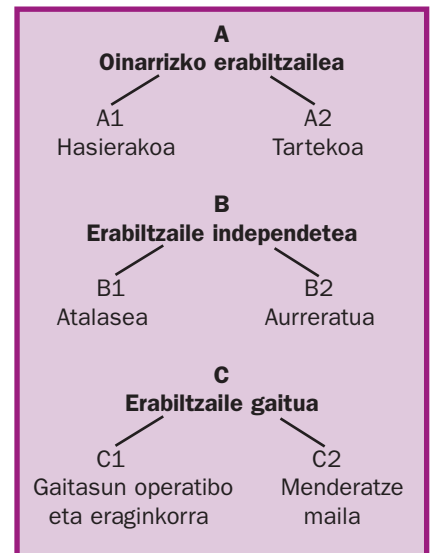 A
Oinarrizko erabiltzailea
A1 A2
Hasierakoa Tartekoa
B
Erabiltzaile independetea
B1 B2
Atalasea Aurreratua
C
Erabiltzaile gaitua
C1 C2
Gaitasun operatibo Menderatze
eta eraginkorra maila